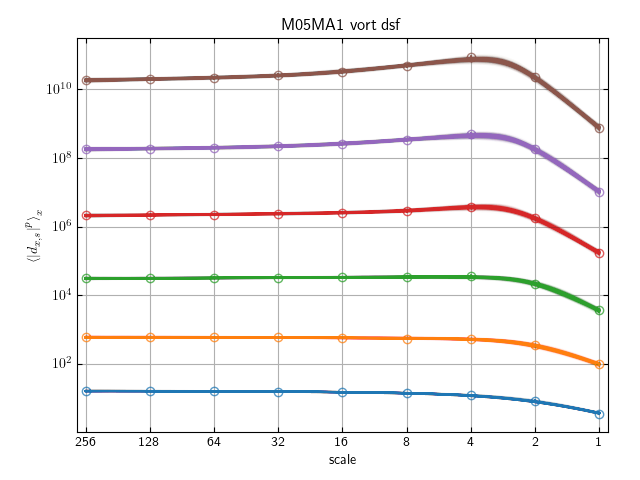 M05MA1 vort dsf
10^{10}
10^{8}
10^{6}
10^{4}
10^{2}
⟨|d_{x,s}|^{p}⟩_{x}
256 128 64 32 16 8 4 2 1
scale